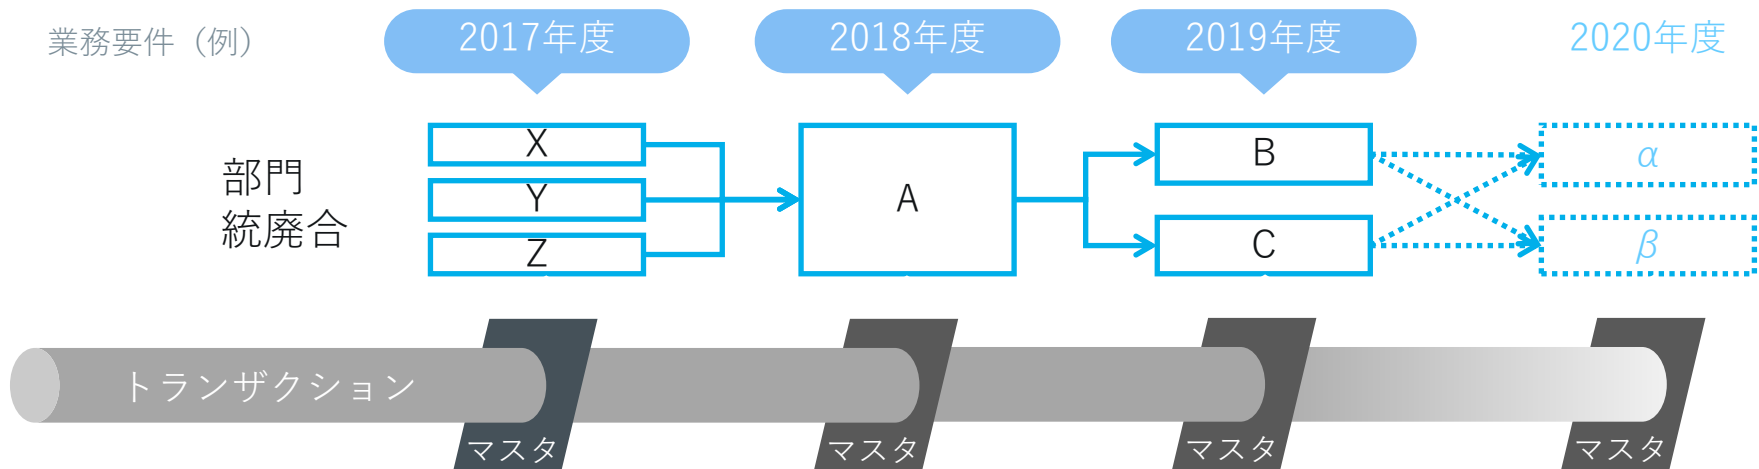 業務要件（例）
2017年度
2018年度
2019年度
2020年度
部門
統廃合
X
Y
Z
A
B
C
α
β
トランザクション
マスタ
マスタ
マスタ
マスタ